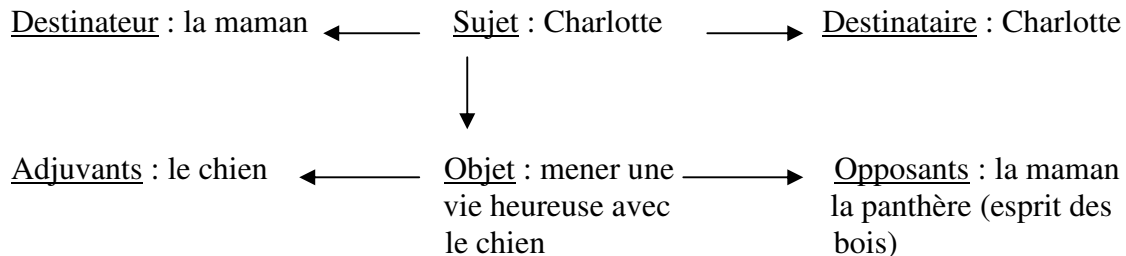 Destinateur : la maman Sujet : Charlotte Destinataire : Charlotte
Adjuvants : le chien Objet : mener une Opposants : la maman
vie heureuse avec la panthère (esprit des
le chien bois)